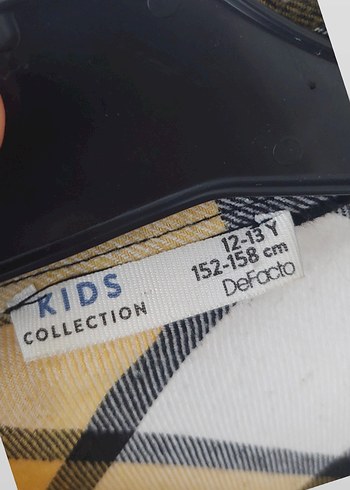 KIDS
COLLECTION
12-13 Y
152-158 cm
DeFacto